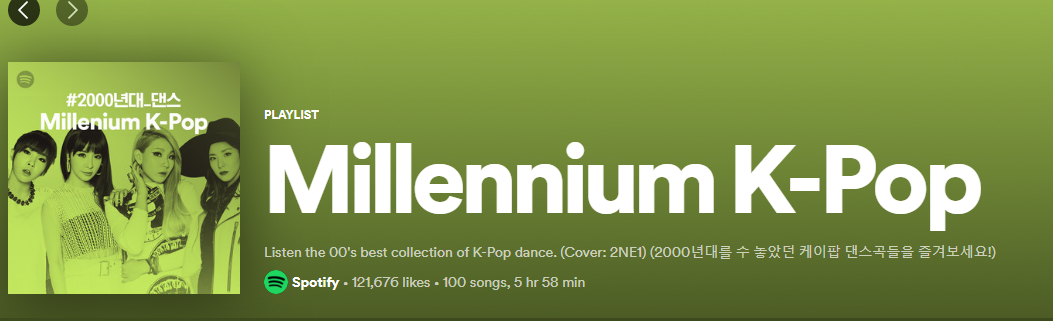 #2000년대_댄스
Millenium K-Pop
PLAYLIST
Millennium K-Pop
Listen the 00's best collection of K-Pop dance. (Cover: 2NE1) (2000년대를 수 놓았던 케이팝 댄스곡들을 즐겨보세요!)
Spotify • 121,676 likes • 100 songs, 5 hr 58 min